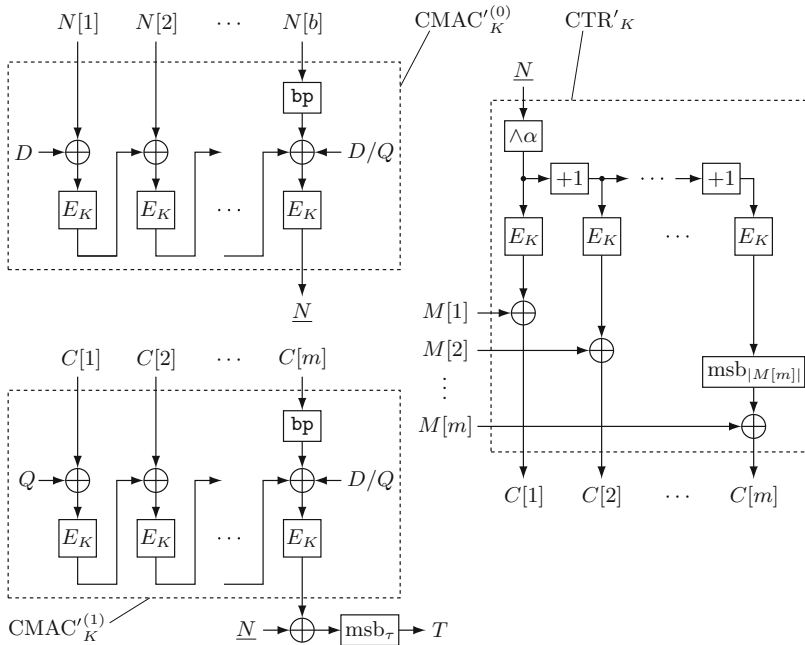 N[1] N[2] ··· N[b] CMAC′_K^(0)
bp
D D/Q
E_K E_K ··· E_K
N
C[1] C[2] ··· C[m]
bp
Q D/Q
E_K E_K ··· E_K
CMAC′_K^(1)
N msb_τ T
CTR′_K
N
∧α
+1 ··· +1
E_K E_K ··· E_K
M[1]
M[2]
⋮
msb_|M[m]|
M[m]
C[1] C[2] ··· C[m]